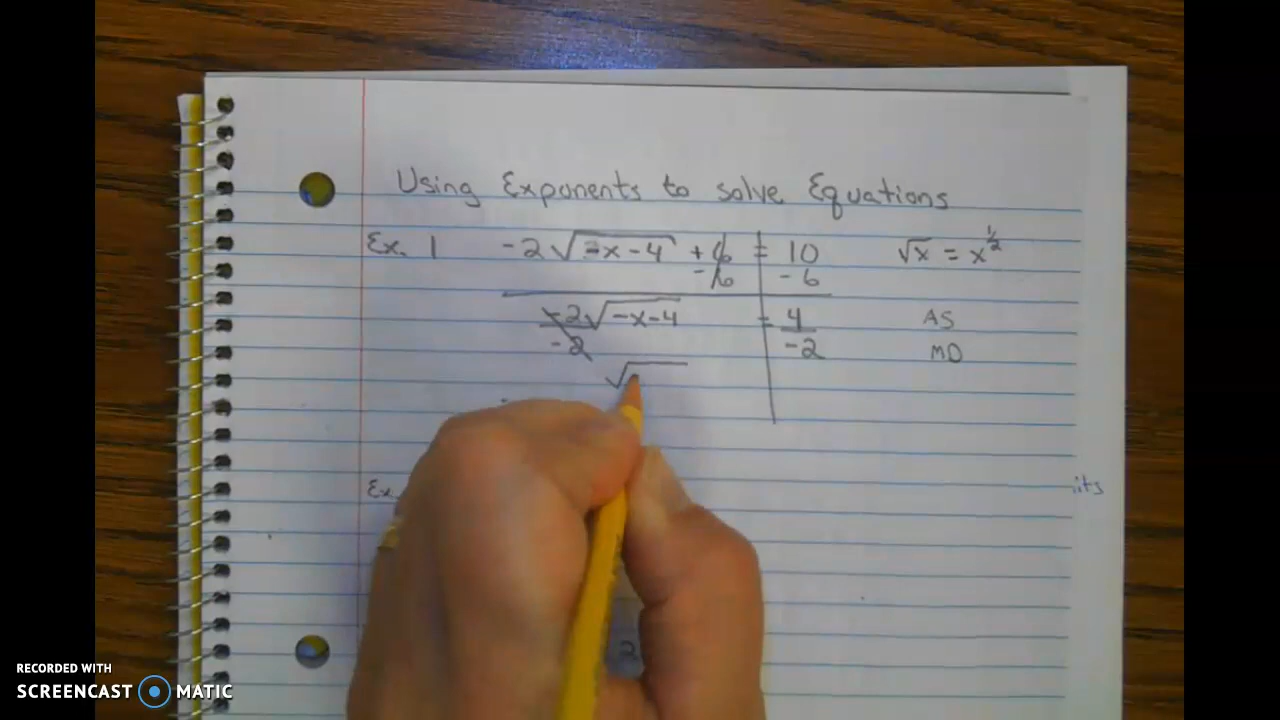 Using Exponents to solve Equations
Ex. 1 -2√-x-4 +6 = 10 √x = x^1/2
-6 -6
-2√-x-4 = 4 AS
-2 -2 MD
√
Ex.
its
2
RECORDED WITH
SCREENCAST MATIC